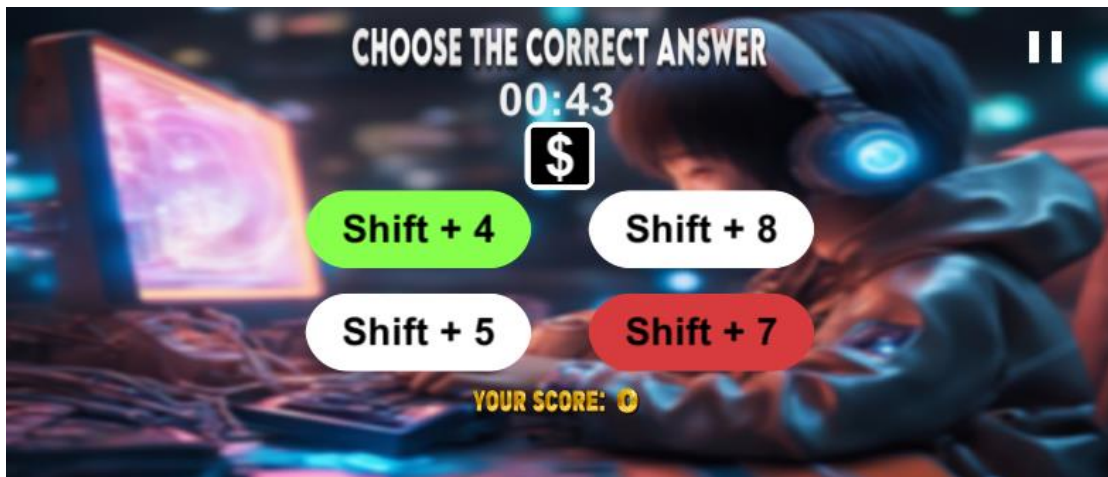 CHOOSE THE CORRECT ANSWER
00:43
$
Shift + 4
Shift + 8
Shift + 5
Shift + 7
YOUR SCORE: 0